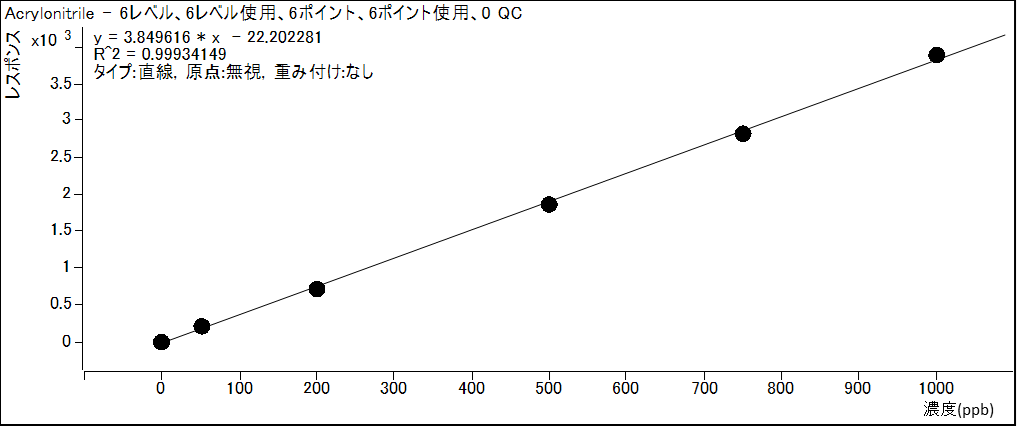 Acrylonitrile - 6レベル、6レベル使用、6ポイント、6ポイント使用、0 QC
レスポンス
x10 3
y = 3.849616 * x - 22.202281
R^2 = 0.99934149
タイプ:直線, 原点:無視, 重み付け:なし
3.5
3
2.5
2
1.5
1
0.5
0
0 100 200 300 400 500 600 700 800 900 1000
濃度(ppb)